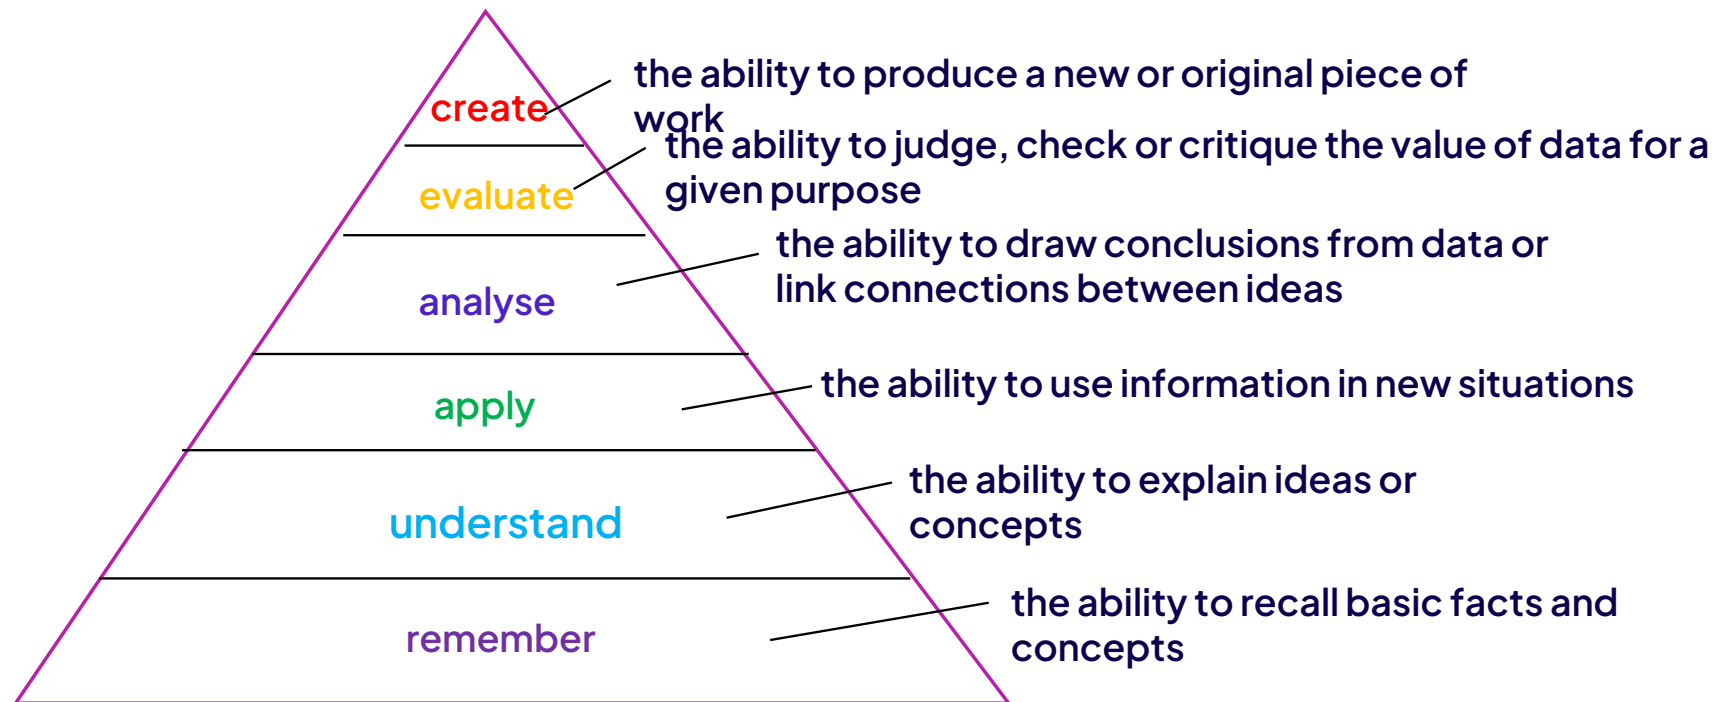 create
the ability to produce a new or original piece of
work
evaluate
the ability to judge, check or critique the value of data for a
given purpose
analyse
the ability to draw conclusions from data or
link connections between ideas
apply
the ability to use information in new situations
understand
the ability to explain ideas or
concepts
remember
the ability to recall basic facts and
concepts